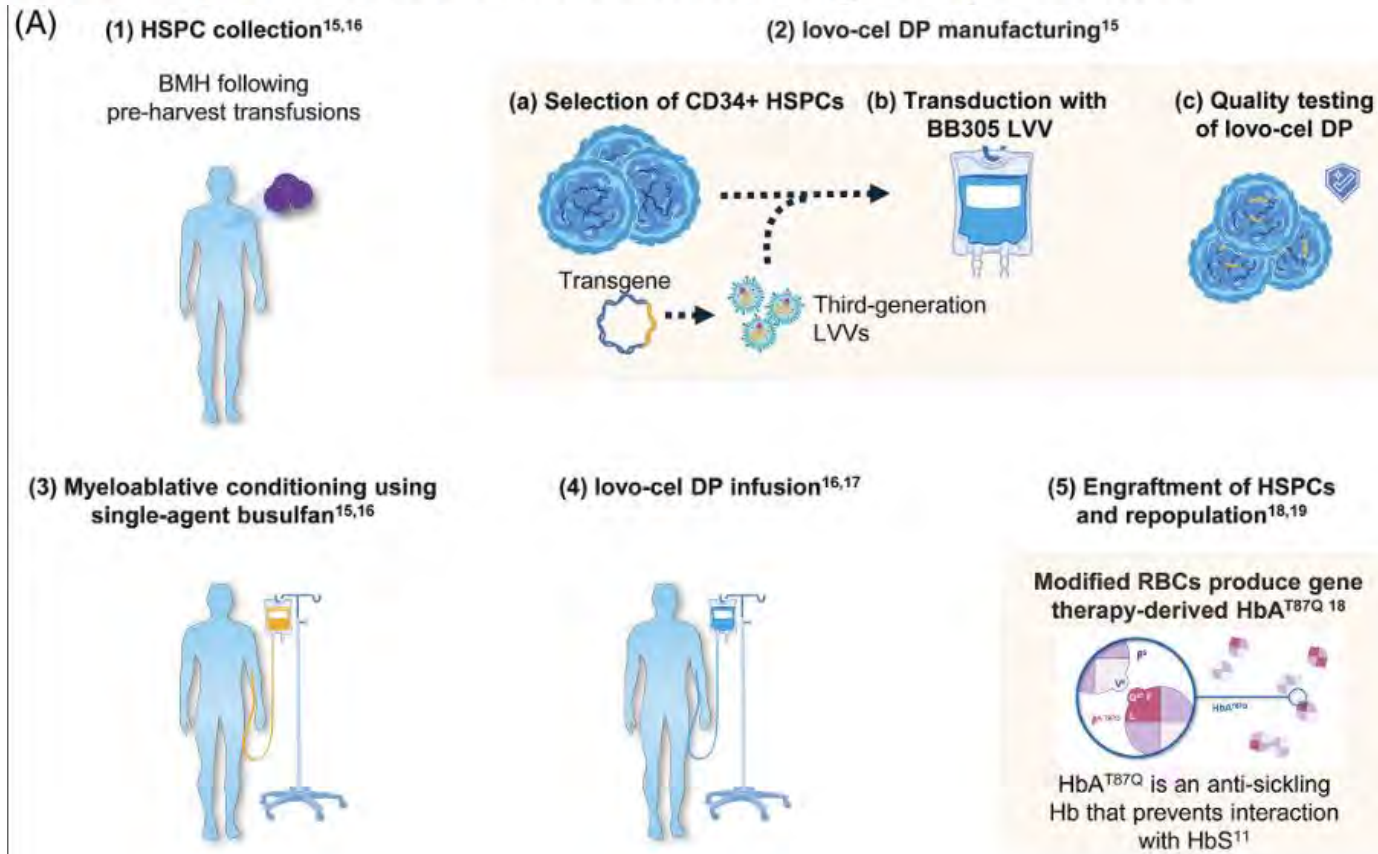 (A)
(1) HSPC collection15,16
BMH following
pre-harvest transfusions
(2) lovo-cel DP manufacturing15
(a) Selection of CD34+ HSPCs
(b) Transduction with
BB305 LVV
(c) Quality testing
of lovo-cel DP
Transgene
Third-generation
LVVs
(3) Myeloablative conditioning using
single-agent busulfan15,16
(4) lovo-cel DP infusion16,17
(5) Engraftment of HSPCs
and repopulation18,19
Modified RBCs produce gene
therapy-derived HbAT87Q 18
βS
V6
F
L
HbAT87Q
HbAT87Q is an anti-sickling
Hb that prevents interaction
with HbS11